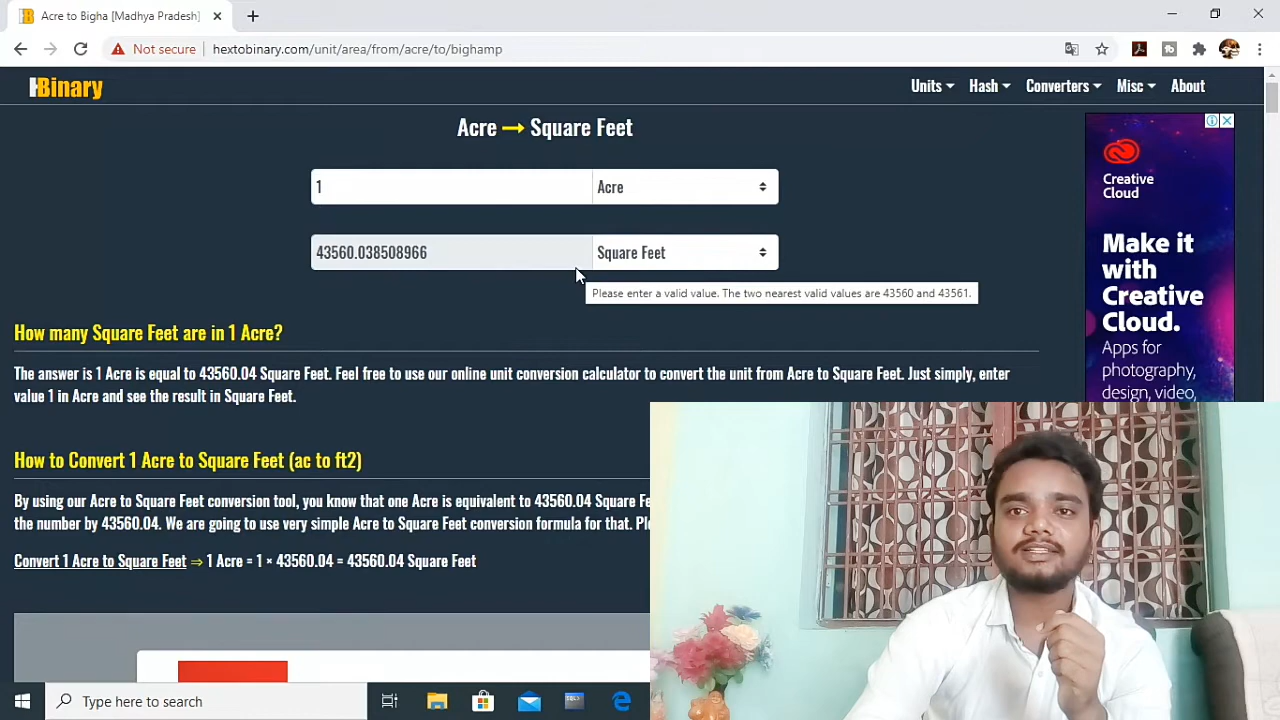 Acre to Bigha [Madhya Pradesh]
Not secure
hextobinary.com/unit/area/from/acre/to/bighamp
Binary
Units
Hash
Converters
Misc
About
Acre → Square Feet
1
Acre
43560.038508966
Square Feet
Please enter a valid value. The two nearest valid values are 43560 and 43561.
How many Square Feet are in 1 Acre?
The answer is 1 Acre is equal to 43560.04 Square Feet. Feel free to use our online unit conversion calculator to convert the unit from Acre to Square Feet. Just simply, enter
value 1 in Acre and see the result in Square Feet.
How to Convert 1 Acre to Square Feet (ac to ft2)
By using our Acre to Square Feet conversion tool, you know that one Acre is equivalent to 43560.04 Square Fe
the number by 43560.04. We are going to use very simple Acre to Square Feet conversion formula for that. Pl
Convert 1 Acre to Square Feet ⇒ 1 Acre = 1 × 43560.04 = 43560.04 Square Feet
Creative
Cloud
Make it
with
Creative
Cloud.
Apps for
photography,
design, video,
Type here to search